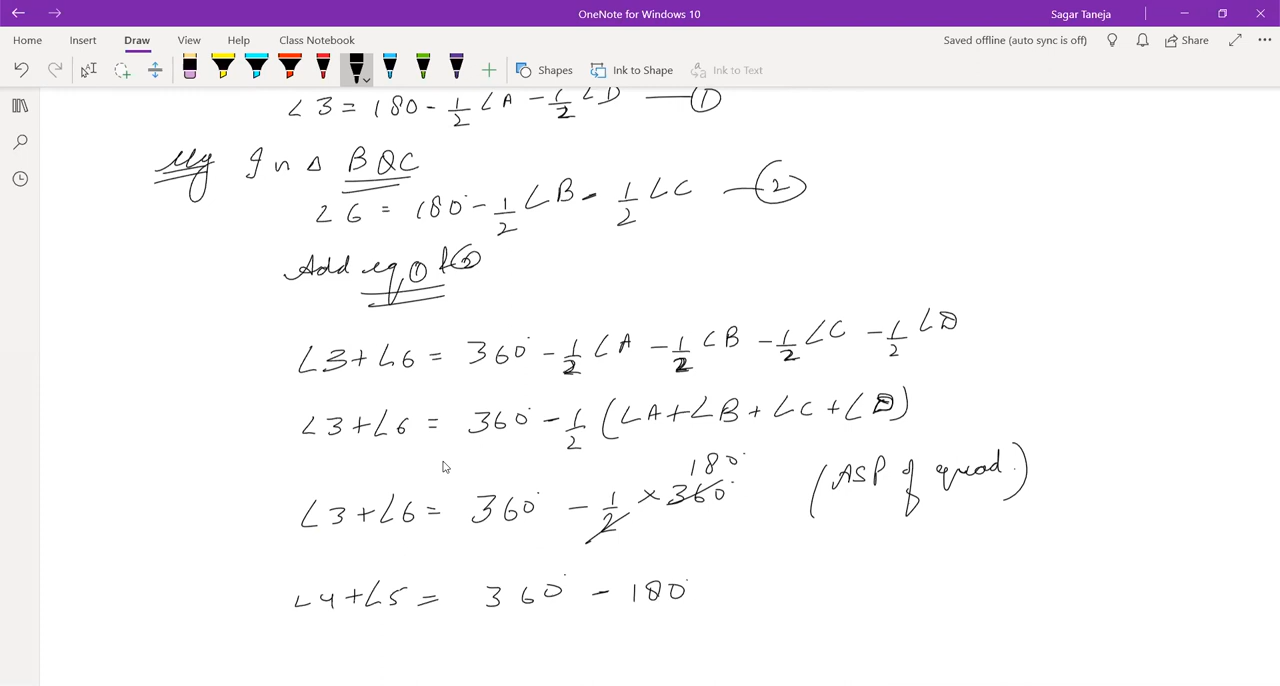 OneNote for Windows 10
Sagar Taneja
Home Insert Draw View Help Class Notebook
Saved offline (auto sync is off) Share
Shapes Ink to Shape Ink to Text
∠3 = 180 - 1/2 ∠A - 1/2 ∠D — ①
llly In Δ BQC
∠6 = 180° - 1/2 ∠B - 1/2 ∠C — ②
Add eq ① & ②
∠3 + ∠6 = 360° - 1/2 ∠A - 1/2 ∠B - 1/2 ∠C - 1/2 ∠D
∠3 + ∠6 = 360° - 1/2 (∠A + ∠B + ∠C + ∠D)
180°
∠3 + ∠6 = 360° - 1/2 × 360° (ASP of quad.)
∠4 + ∠5 = 360° - 180°